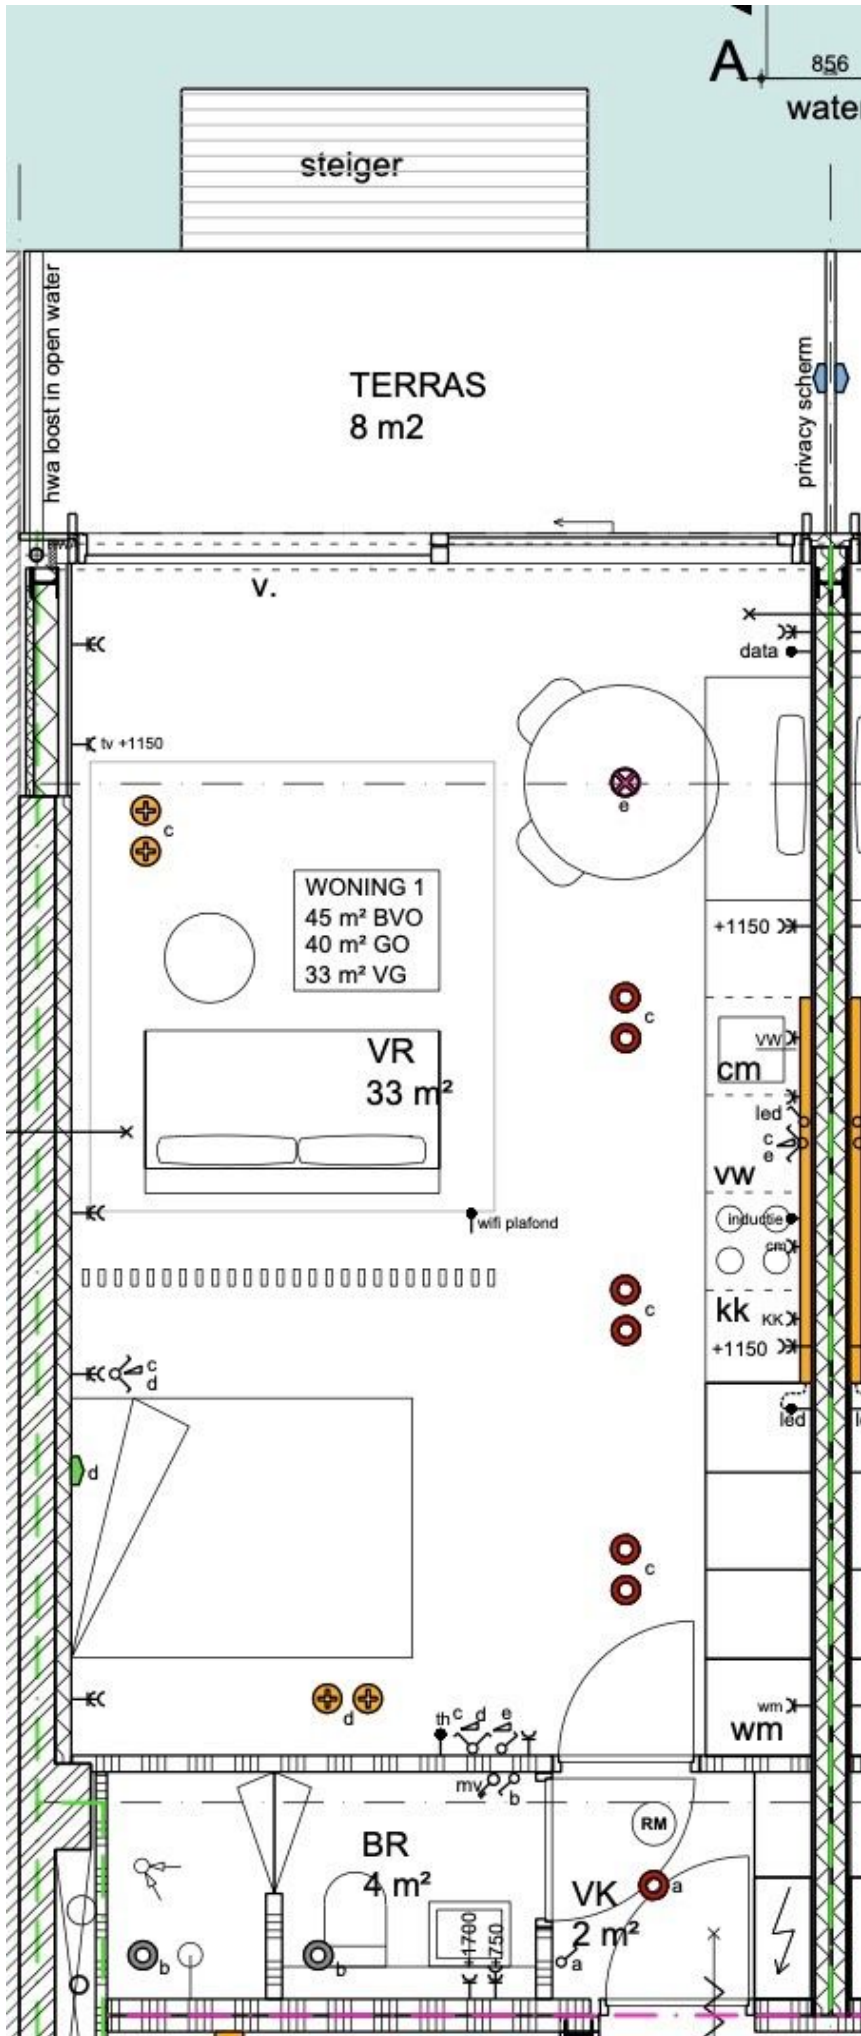 A
856
water
steiger
hwa loost in open water
TERRAS
8 m2
privacy scherm
v.
data
tv +1150
c
e
WONING 1
45 m² BVO
40 m² GO
33 m² VG
+1150
c
VR
33 m²
vw
cm
led
c
e
vw
wifi plafond
inductie
cm
kk
KK
+1150
c
c
d
led
d
c
wm
wm
d
th
c
d
e
mv
b
RM
BR
4 m²
VK
2 m²
a
+1700
+750
b
b
a